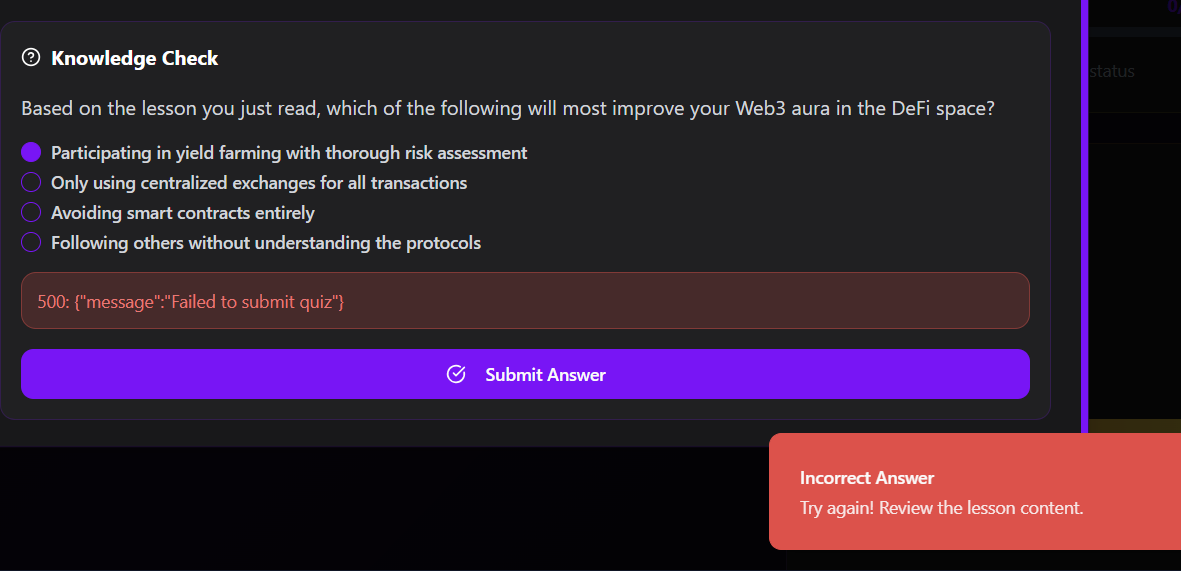 Knowledge Check
status
Based on the lesson you just read, which of the following will most improve your Web3 aura in the DeFi space?
Participating in yield farming with thorough risk assessment
Only using centralized exchanges for all transactions
Avoiding smart contracts entirely
Following others without understanding the protocols
500: {"message":"Failed to submit quiz"}
Submit Answer
Incorrect Answer
Try again! Review the lesson content.